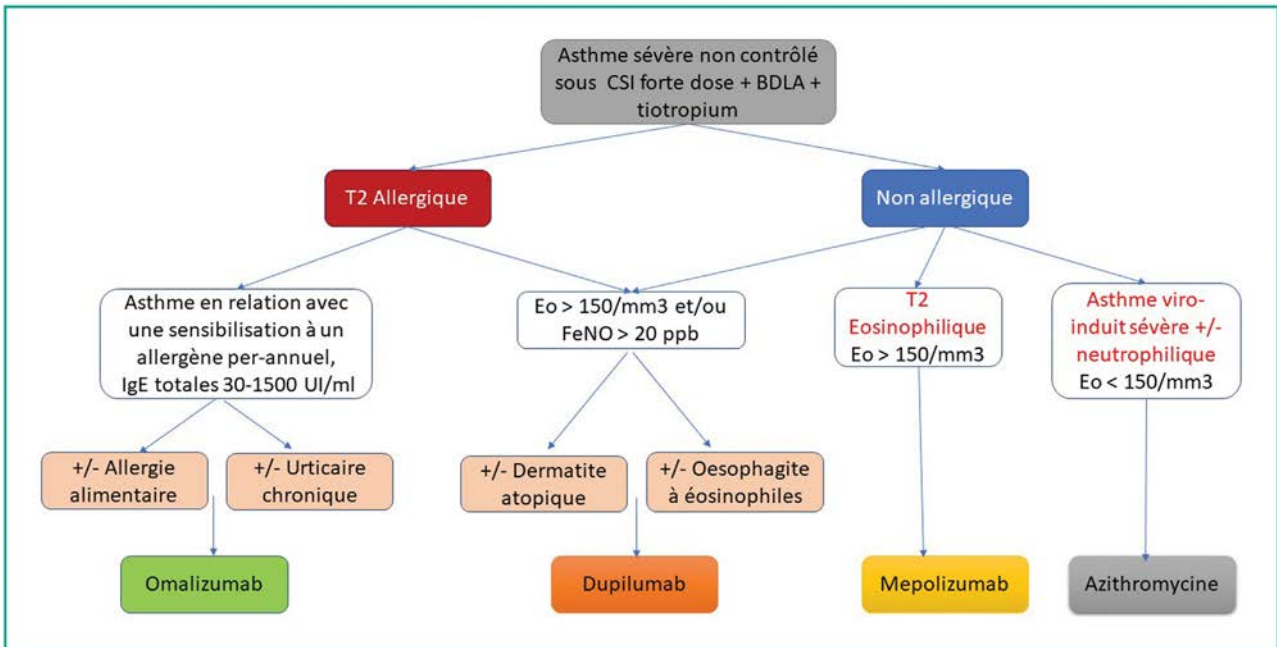 Asthme sévère non contrôlé
sous CSI forte dose + BDLA +
tiotropium
T2 Allergique
Non allergique
Asthme en relation avec
une sensibilisation à un
allergène per-annuel,
IgE totales 30-1500 UI/ml
Eo > 150/mm3 et/ou
FeNO > 20 ppb
T2
Eosinophilique
Eo > 150/mm3
Asthme viro-
induit sévère +/-
neutrophilique
Eo < 150/mm3
+/- Allergie
alimentaire
+/- Urticaire
chronique
+/- Dermatite
atopique
+/- Oesophagite
à éosinophiles
Omalizumab
Dupilumab
Mepolizumab
Azithromycine